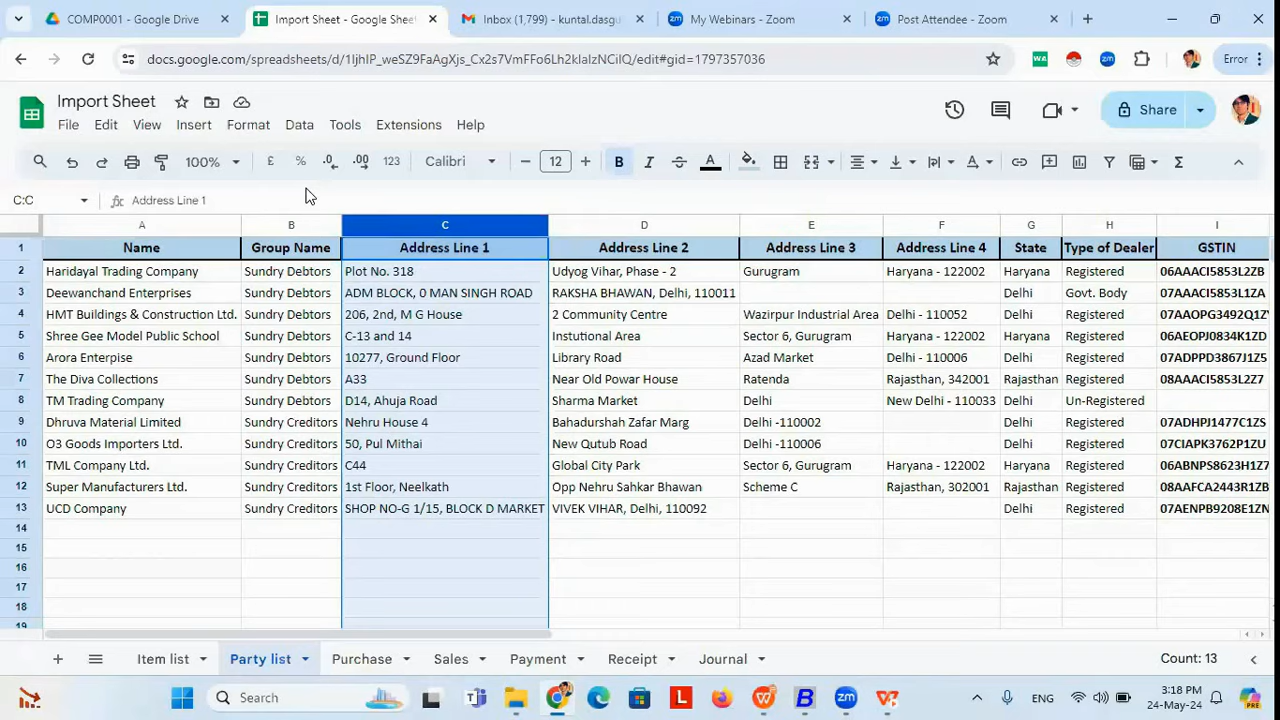 COMP0001 - Google Drive
Import Sheet - Google Shee
Inbox (1,799) - kuntal.dasgu
My Webinars - Zoom
Post Attendee - Zoom
docs.google.com/spreadsheets/d/1IjhIP_weSZ9FaAgXjs_Cx2s7VmFFo6Lh2klaIzNCiIQ/edit#gid=1797357036
Error
Import Sheet
File Edit View Insert Format Data Tools Extensions Help
Share
100% £ % .0 .00 123 Calibri 12 B I A
C:C fx Address Line 1
A B C D E F G H I
1 Name Group Name Address Line 1 Address Line 2 Address Line 3 Address Line 4 State Type of Dealer GSTIN
2 Haridayal Trading Company Sundry Debtors Plot No. 318 Udyog Vihar, Phase - 2 Gurugram Haryana - 122002 Haryana Registered 06AAACI5853L2ZB
3 Deewanchand Enterprises Sundry Debtors ADM BLOCK, 0 MAN SINGH ROAD RAKSHA BHAWAN, Delhi, 110011 Delhi Govt. Body 07AAACI5853L1ZA
4 HMT Buildings & Construction Ltd. Sundry Debtors 206, 2nd, M G House 2 Community Centre Wazirpur Industrial Area Delhi - 110052 Delhi Registered 07AAOPG3492Q1ZY
5 Shree Gee Model Public School Sundry Debtors C-13 and 14 Instutional Area Sector 6, Gurugram Haryana - 122002 Haryana Registered 06AEOPJ0834K1ZD
6 Arora Enterpise Sundry Debtors 10277, Ground Floor Library Road Azad Market Delhi - 110006 Delhi Registered 07ADPPD3867J1Z5
7 The Diva Collections Sundry Debtors A33 Near Old Powar House Ratenda Rajasthan, 342001 Rajasthan Registered 08AAACI5853L2Z7
8 TM Trading Company Sundry Debtors D14, Ahuja Road Sharma Market Delhi New Delhi - 110033 Delhi Un-Registered
9 Dhruva Material Limited Sundry Creditors Nehru House 4 Bahadurshah Zafar Marg Delhi -110002 Delhi Registered 07ADHPJ1477C1ZS
10 O3 Goods Importers Ltd. Sundry Creditors 50, Pul Mithai New Qutub Road Delhi -110006 Delhi Registered 07CIAPK3762P1ZU
11 TML Company Ltd. Sundry Creditors C44 Global City Park Sector 6, Gurugram Haryana - 122002 Haryana Registered 06ABNPS8623H1Z7
12 Super Manufacturers Ltd. Sundry Creditors 1st Floor, Neelkath Opp Nehru Sahkar Bhawan Scheme C Rajasthan, 302001 Rajasthan Registered 08AAFCA2443R1ZB
13 UCD Company Sundry Creditors SHOP NO-G 1/15, BLOCK D MARKET VIVEK VIHAR, Delhi, 110092 Delhi Registered 07AENPB9208E1ZN
14
15
16
17
18
19
Item list Party list Purchase Sales Payment Receipt Journal Count: 13
Search
ENG
3:18 PM
24-May-24